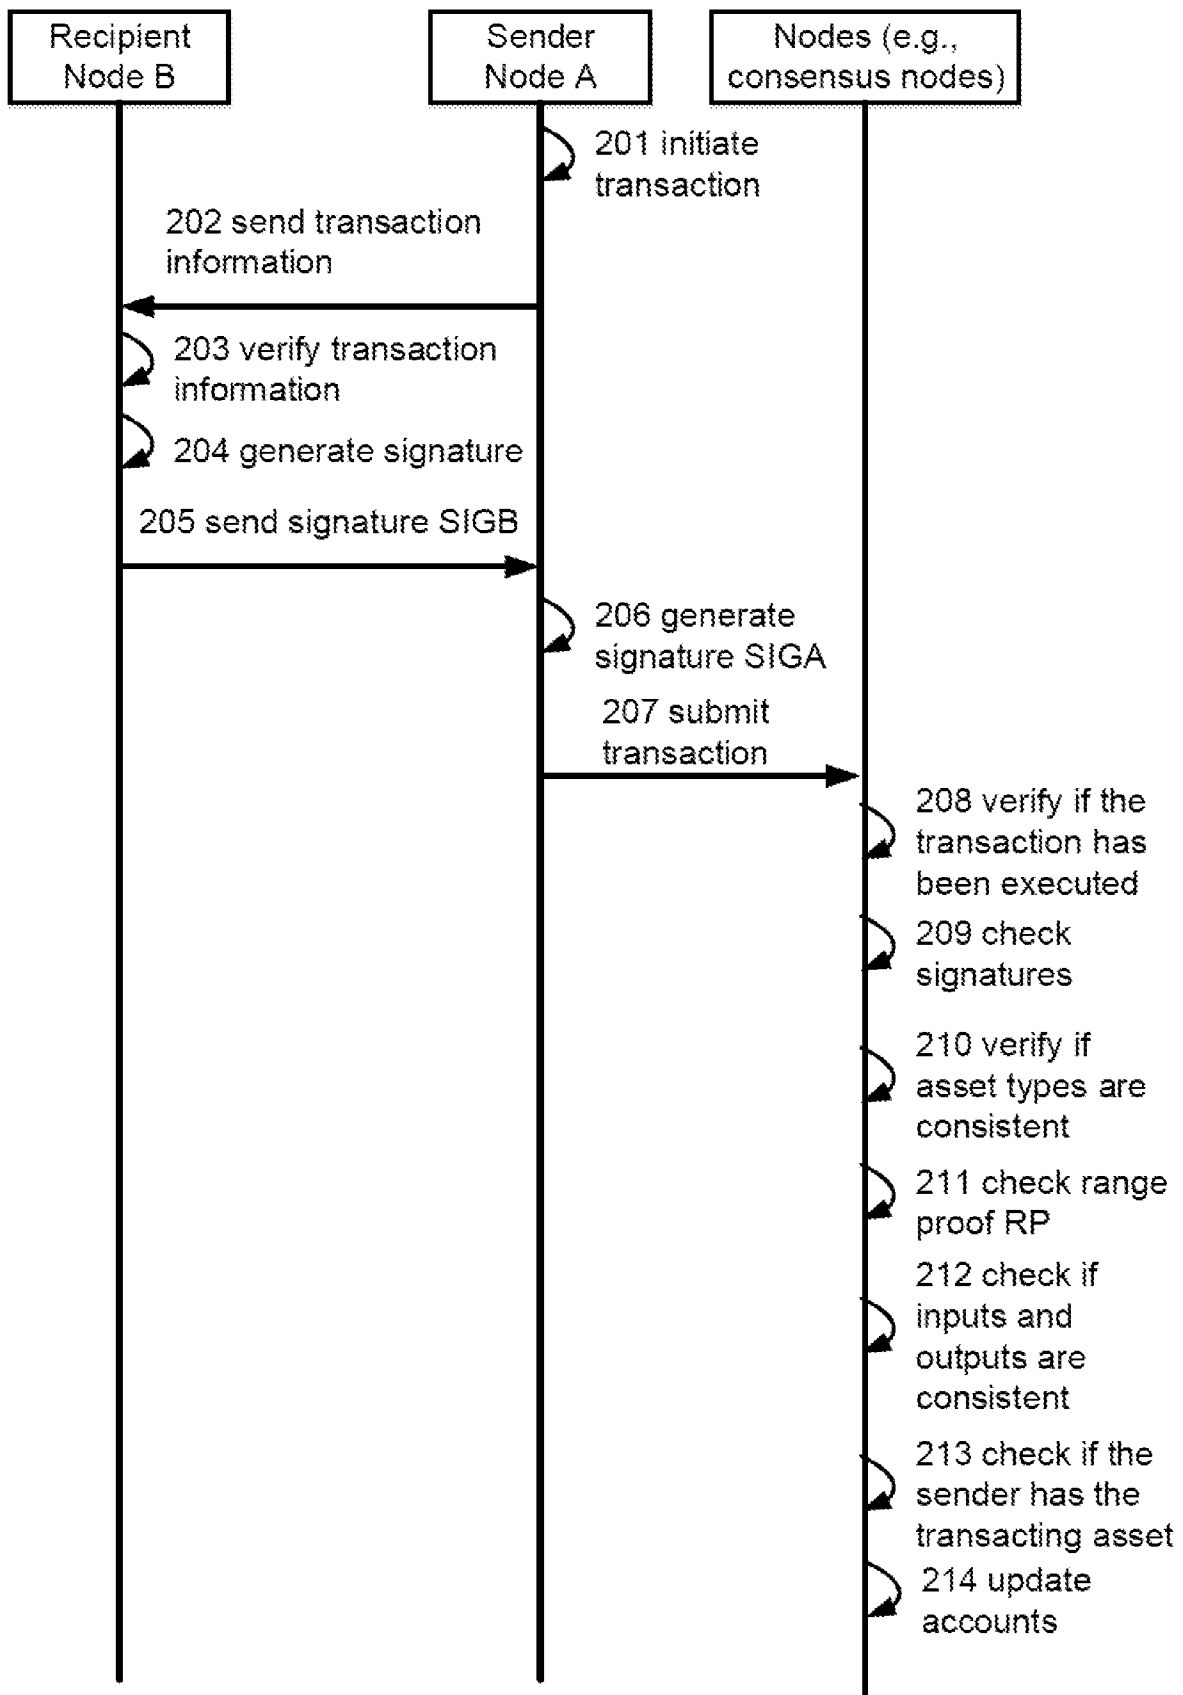 Recipient
Node B
Sender
Node A
Nodes (e.g.,
consensus nodes)
201 initiate
transaction
202 send transaction
information
203 verify transaction
information
204 generate signature
205 send signature SIGB
206 generate
signature SIGA
207 submit
transaction
208 verify if the
transaction has
been executed
209 check
signatures
210 verify if
asset types are
consistent
211 check range
proof RP
212 check if
inputs and
outputs are
consistent
213 check if the
sender has the
transacting asset
214 update
accounts